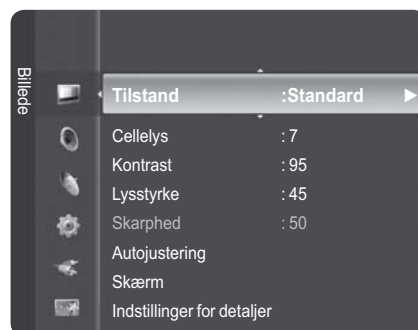 Billede
Tilstand :Standard
Cellelys : 7
Kontrast : 95
Lysstyrke : 45
Skarphed : 50
Autojustering
Skærm
Indstillinger for detaljer